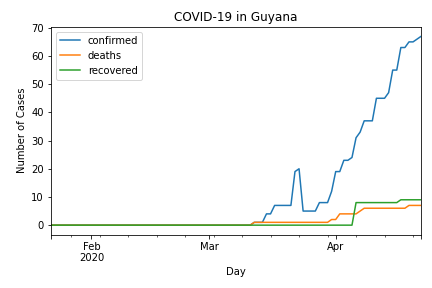 COVID-19 in Guyana
confirmed
deaths
recovered
Number of Cases
70
60
50
40
30
20
10
0
Feb
2020
Mar
Apr
Day